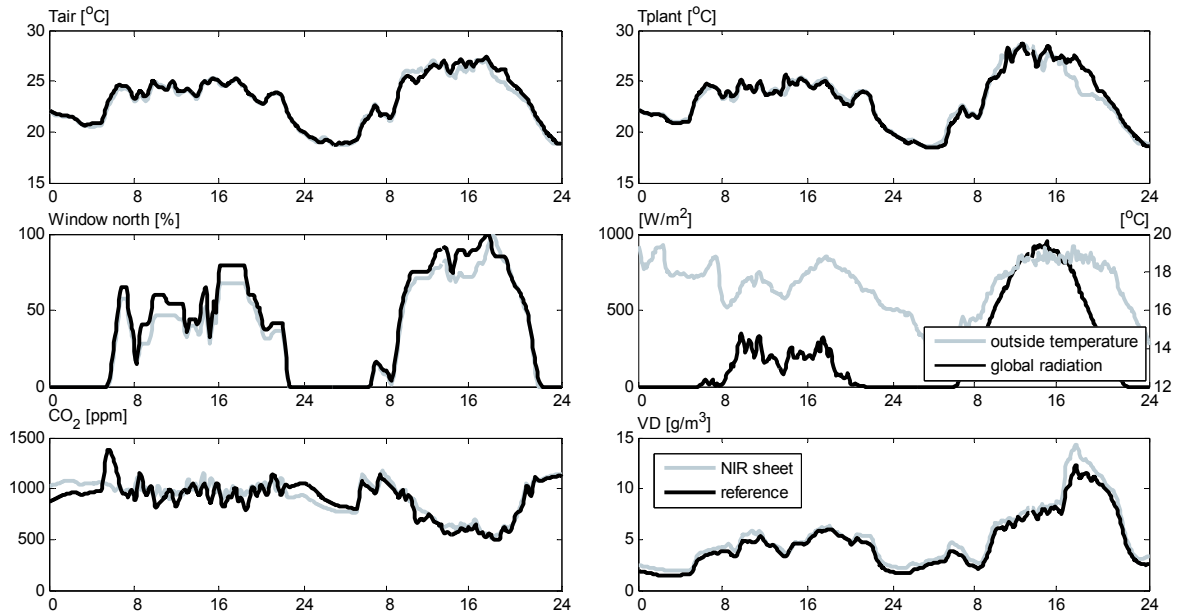 Tair [°C]
30
25
20
15
0 8 16 24 8 16 24
Tplant [°C]
30
25
20
15
0 8 16 24 8 16 24
Window north [%]
100
50
0
0 8 16 24 8 16 24
[W/m²] [°C]
1000 20
18
500 16
14
0 12
outside temperature
global radiation
0 8 16 24 8 16 24
CO₂ [ppm]
1500
1000
500
0
0 8 16 24 8 16 24
VD [g/m³]
15
10
5
0
NIR sheet
reference
0 8 16 24 8 16 24